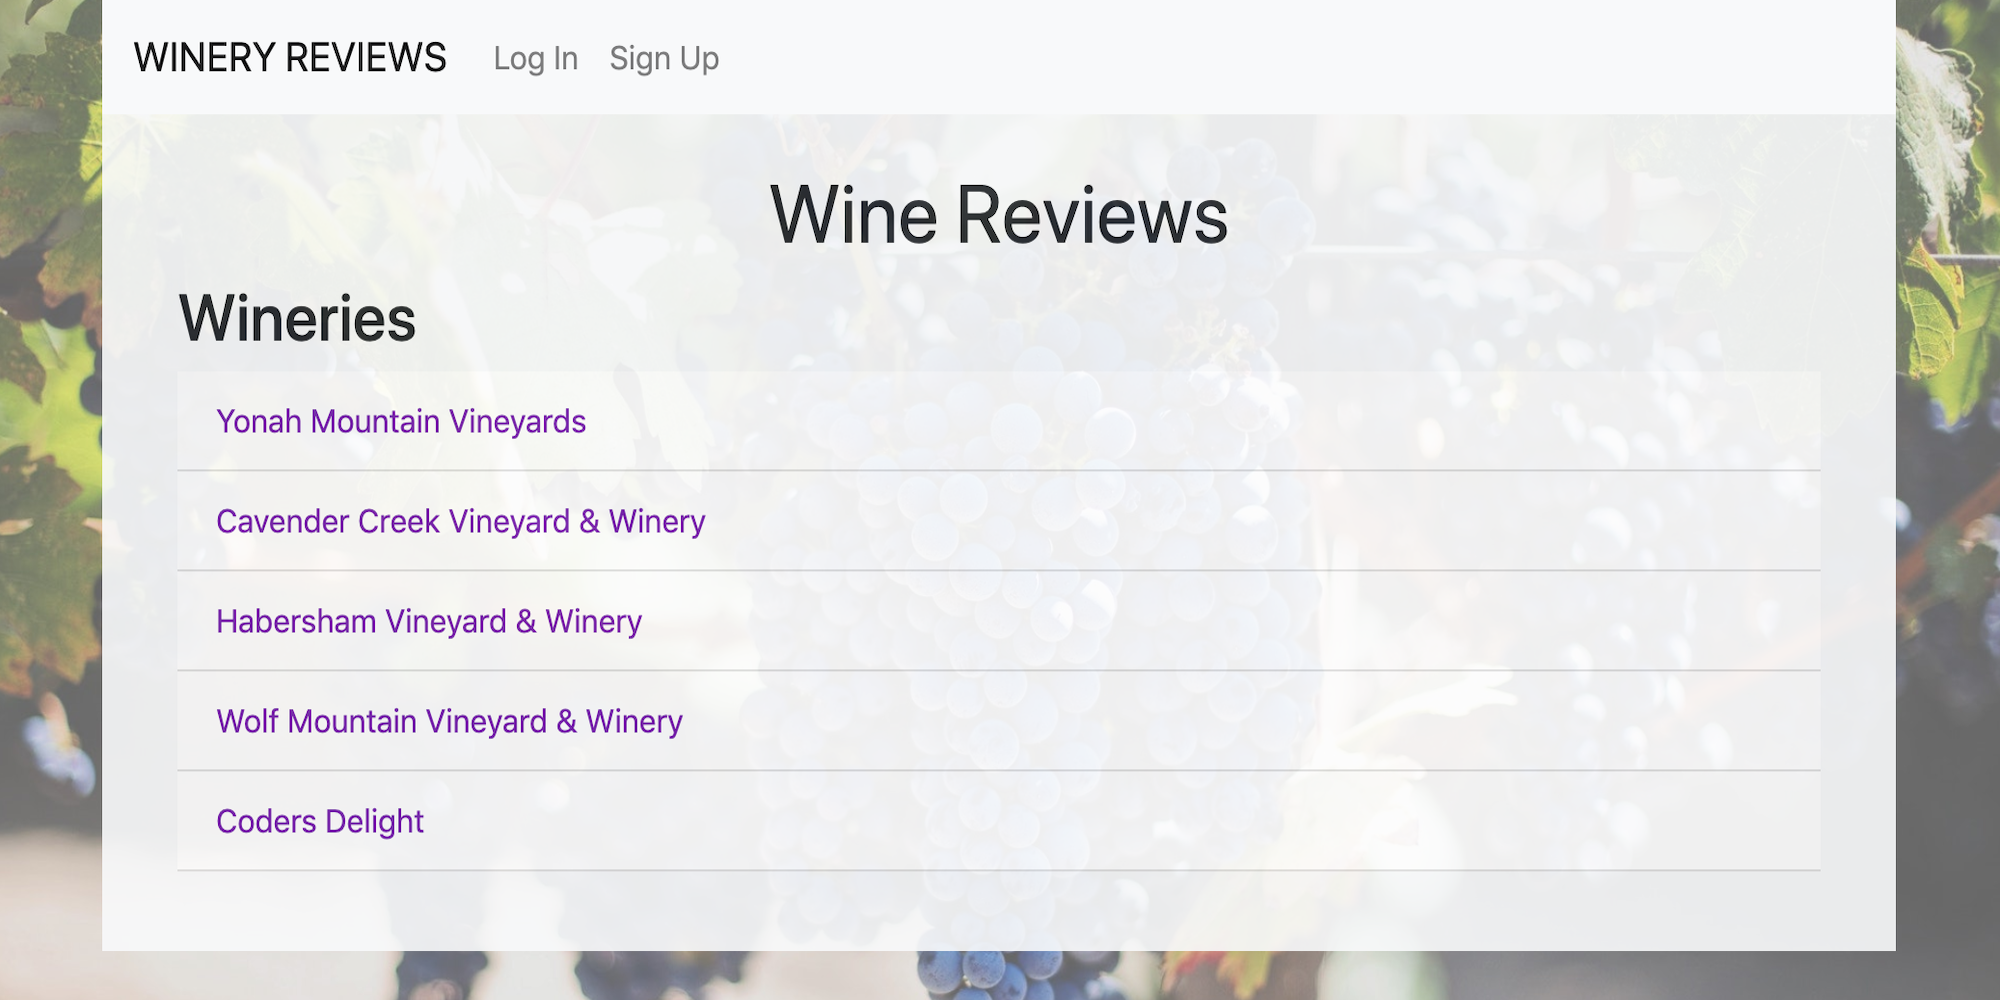 WINERY REVIEWS Log In Sign Up
Wine Reviews
Wineries
Yonah Mountain Vineyards
Cavender Creek Vineyard & Winery
Habersham Vineyard & Winery
Wolf Mountain Vineyard & Winery
Coders Delight